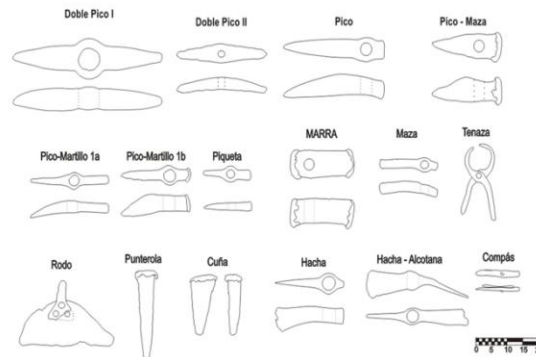 Doble Pico I
Doble Pico II
Pico
Pico - Maza
Pico-Martillo 1a
Pico-Martillo 1b
Piqueta
MARRA
Maza
Tenaza
Rodo
Punterola
Cuña
Hacha
Hacha - Alcotana
Compás
0 5 10 15